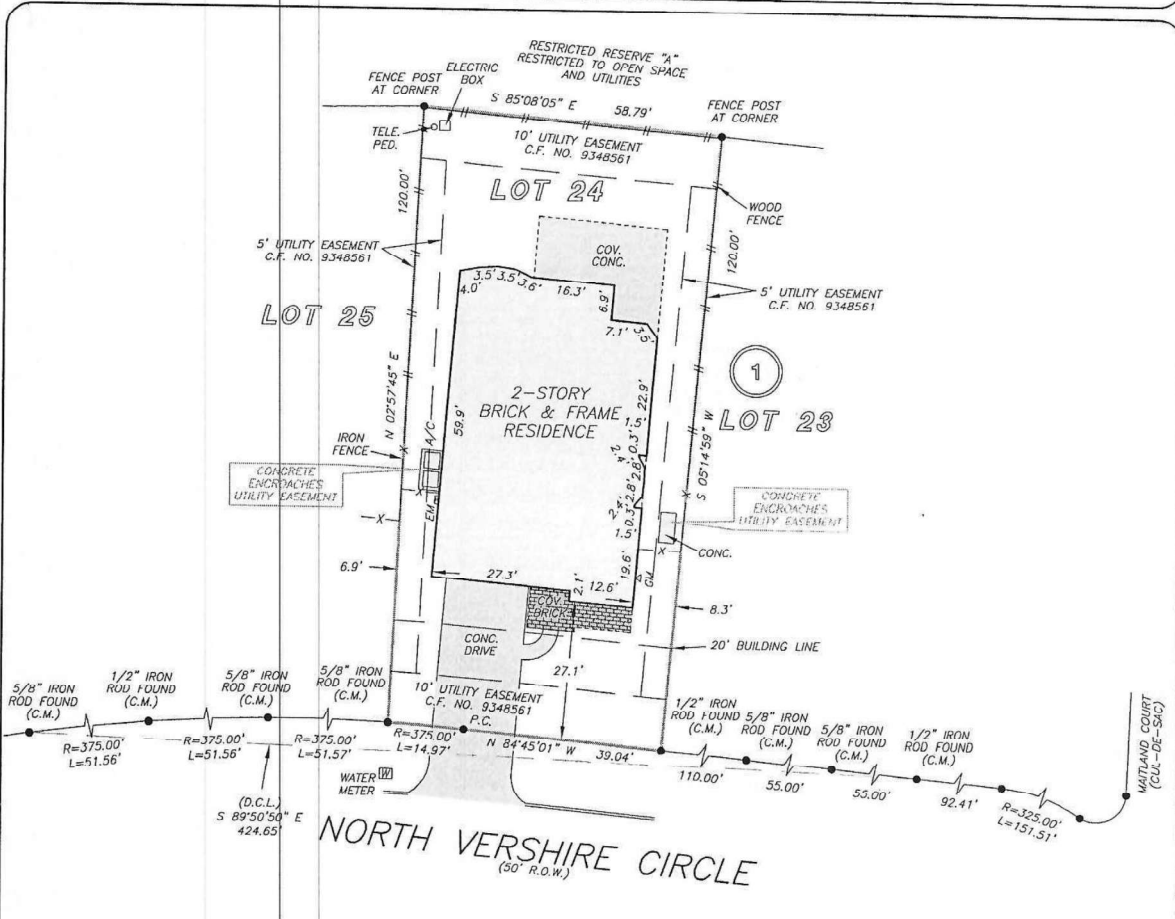 RESTRICTED RESERVE "A"
RESTRICTED TO OPEN SPACE
AND UTILITIES
FENCE POST
AT CORNER
ELECTRIC
BOX
S 85°08'05" E
58.79'
FENCE POST
AT CORNER
TELE.
PED.
10' UTILITY EASEMENT
C.F. NO. 9348561
LOT 24
120.00'
WOOD
FENCE
120.00'
5' UTILITY EASEMENT
C.F. NO. 9348561
COV.
CONC.
5' UTILITY EASEMENT
C.F. NO. 9348561
4.0'
3.5'
3.5'
3.6'
16.3'
6.9'
7.1'
LOT 25
1
LOT 23
N 02°57'45" E
2-STORY
BRICK & FRAME
RESIDENCE
59.9'
22.9'
1.5'
0.3'
2.4'
2.8'
2.8'
2.4'
0.3'
1.5'
S 05°14'59" W
IRON
FENCE
X
A/C
CONCRETE
ENCROACHES
UTILITY EASEMENT
X
X
EM
CONCRETE
ENCROACHES
UTILITY EASEMENT
X
CONC.
X
6.9'
27.3'
2.1'
12.6'
19.6'
GM
8.3'
COV.
BRICK
CONC.
DRIVE
20' BUILDING LINE
27.1'
10' UTILITY EASEMENT
C.F. NO. 9348561
P.C.
5/8" IRON
ROD FOUND
(C.M.)
1/2" IRON
ROD FOUND
(C.M.)
5/8" IRON
ROD FOUND
(C.M.)
5/8" IRON
ROD FOUND
(C.M.)
1/2" IRON
ROD FOUND
(C.M.)
5/8" IRON
ROD FOUND
(C.M.)
5/8" IRON
ROD FOUND
(C.M.)
1/2" IRON
ROD FOUND
(C.M.)
R=375.00'
L=51.56'
R=375.00'
L=51.56'
R=375.00'
L=51.57'
R=375.00'
L=14.97'
N 84°45'01" W
39.04'
110.00'
55.00'
55.00'
92.41'
R=325.00'
L=151.51'
MAITLAND COURT
(CUL-DE-SAC)
WATER
METER
W
(D.C.L.)
S 89°50'50" E
424.65'
NORTH VERSHIRE CIRCLE
(50' R.O.W.)